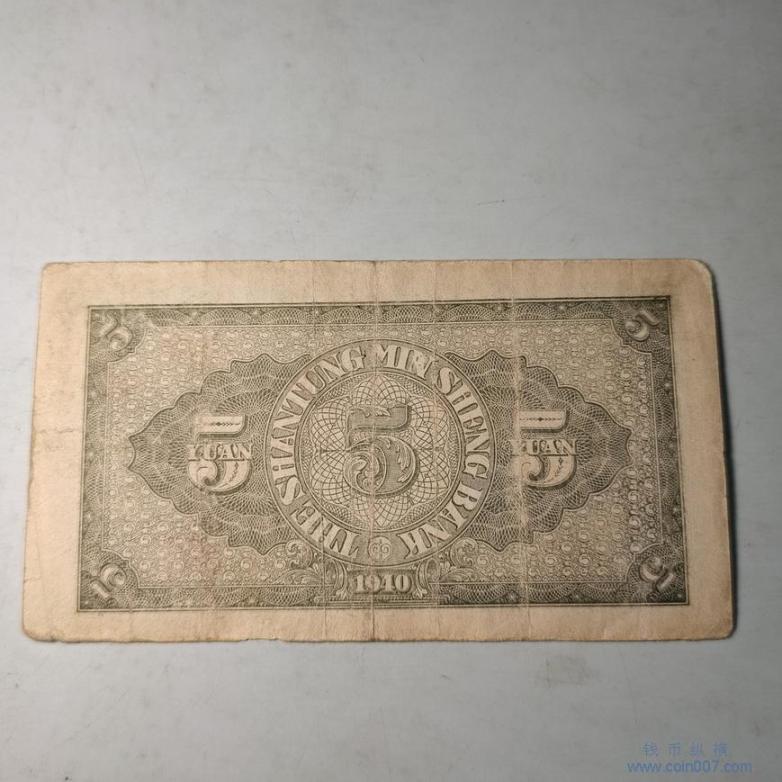 5 5
THE SHANTUNG MIN SHENG BANK
5 YUAN
5
5 YUAN
1940
5 5
钱币纵横
www.coin007.com